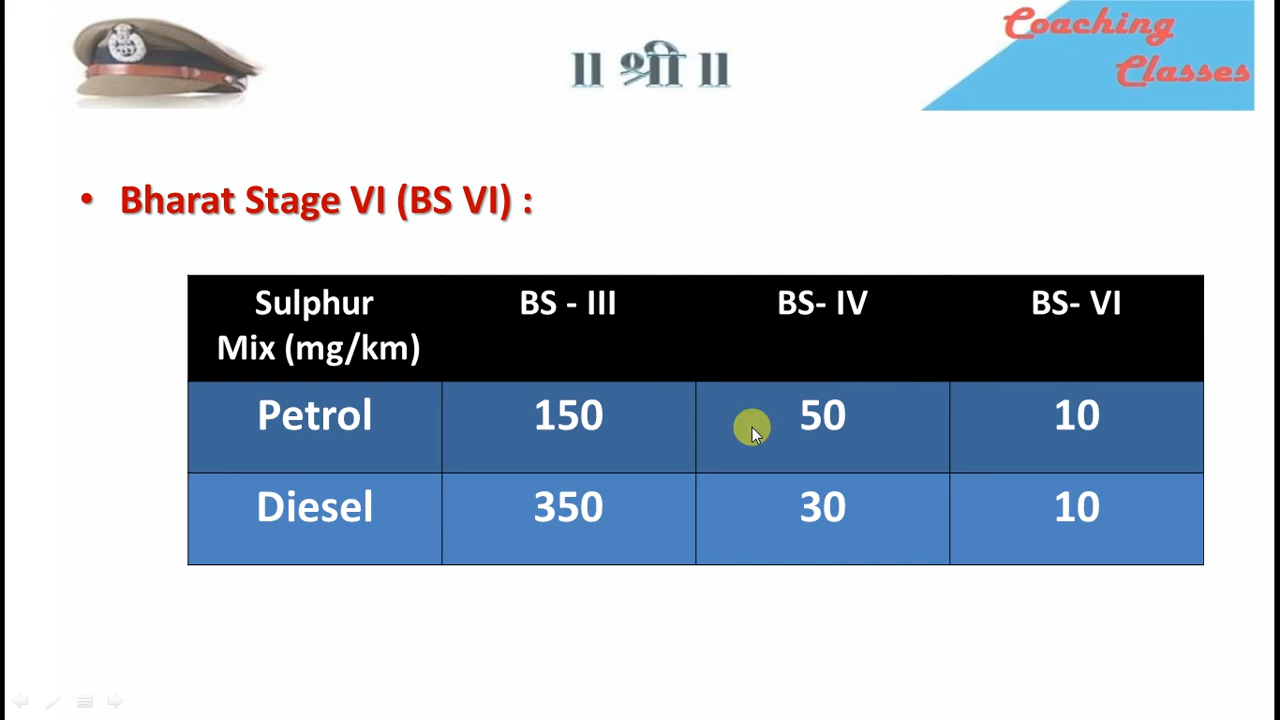 ॥ श्री ॥
Coaching
Classes
• Bharat Stage VI (BS VI) :
Sulphur Mix (mg/km) BS - III BS- IV BS- VI
Petrol 150 50 10
Diesel 350 30 10